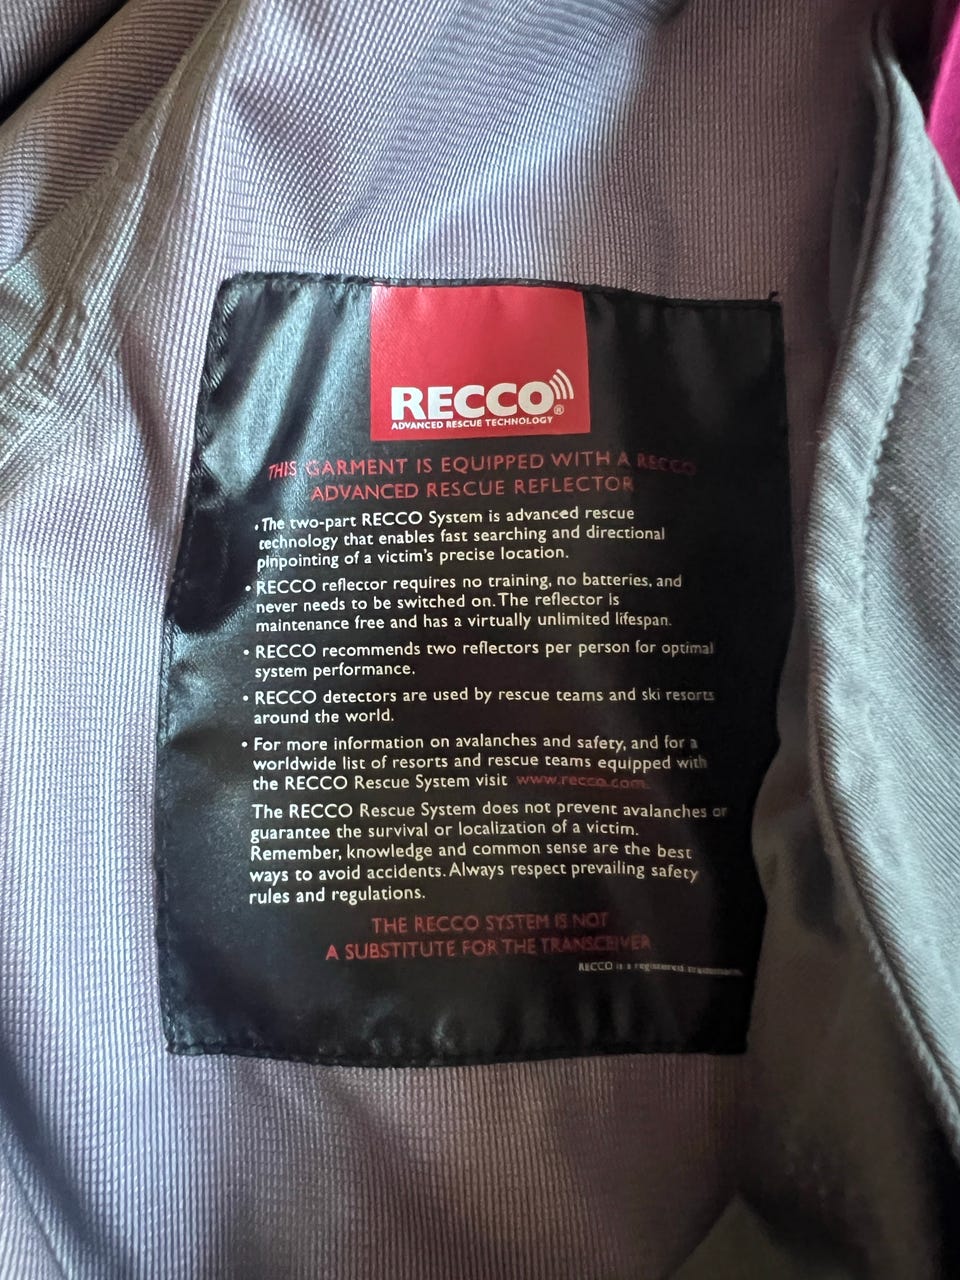 RECCO®
ADVANCED RESCUE TECHNOLOGY
THIS GARMENT IS EQUIPPED WITH A RECCO
ADVANCED RESCUE REFLECTOR
• The two-part RECCO System is advanced rescue
technology that enables fast searching and directional
pinpointing of a victim's precise location.
• RECCO reflector requires no training, no batteries, and
never needs to be switched on. The reflector is
maintenance free and has a virtually unlimited lifespan.
• RECCO recommends two reflectors per person for optimal
system performance.
• RECCO detectors are used by rescue teams and ski resorts
around the world.
• For more information on avalanches and safety, and for a
worldwide list of resorts and rescue teams equipped with
the RECCO Rescue System visit www.recco.com.
The RECCO Rescue System does not prevent avalanches or
guarantee the survival or localization of a victim.
Remember, knowledge and common sense are the best
ways to avoid accidents. Always respect prevailing safety
rules and regulations.
THE RECCO SYSTEM IS NOT
A SUBSTITUTE FOR THE TRANSCEIVER
RECCO is a registered trademark.